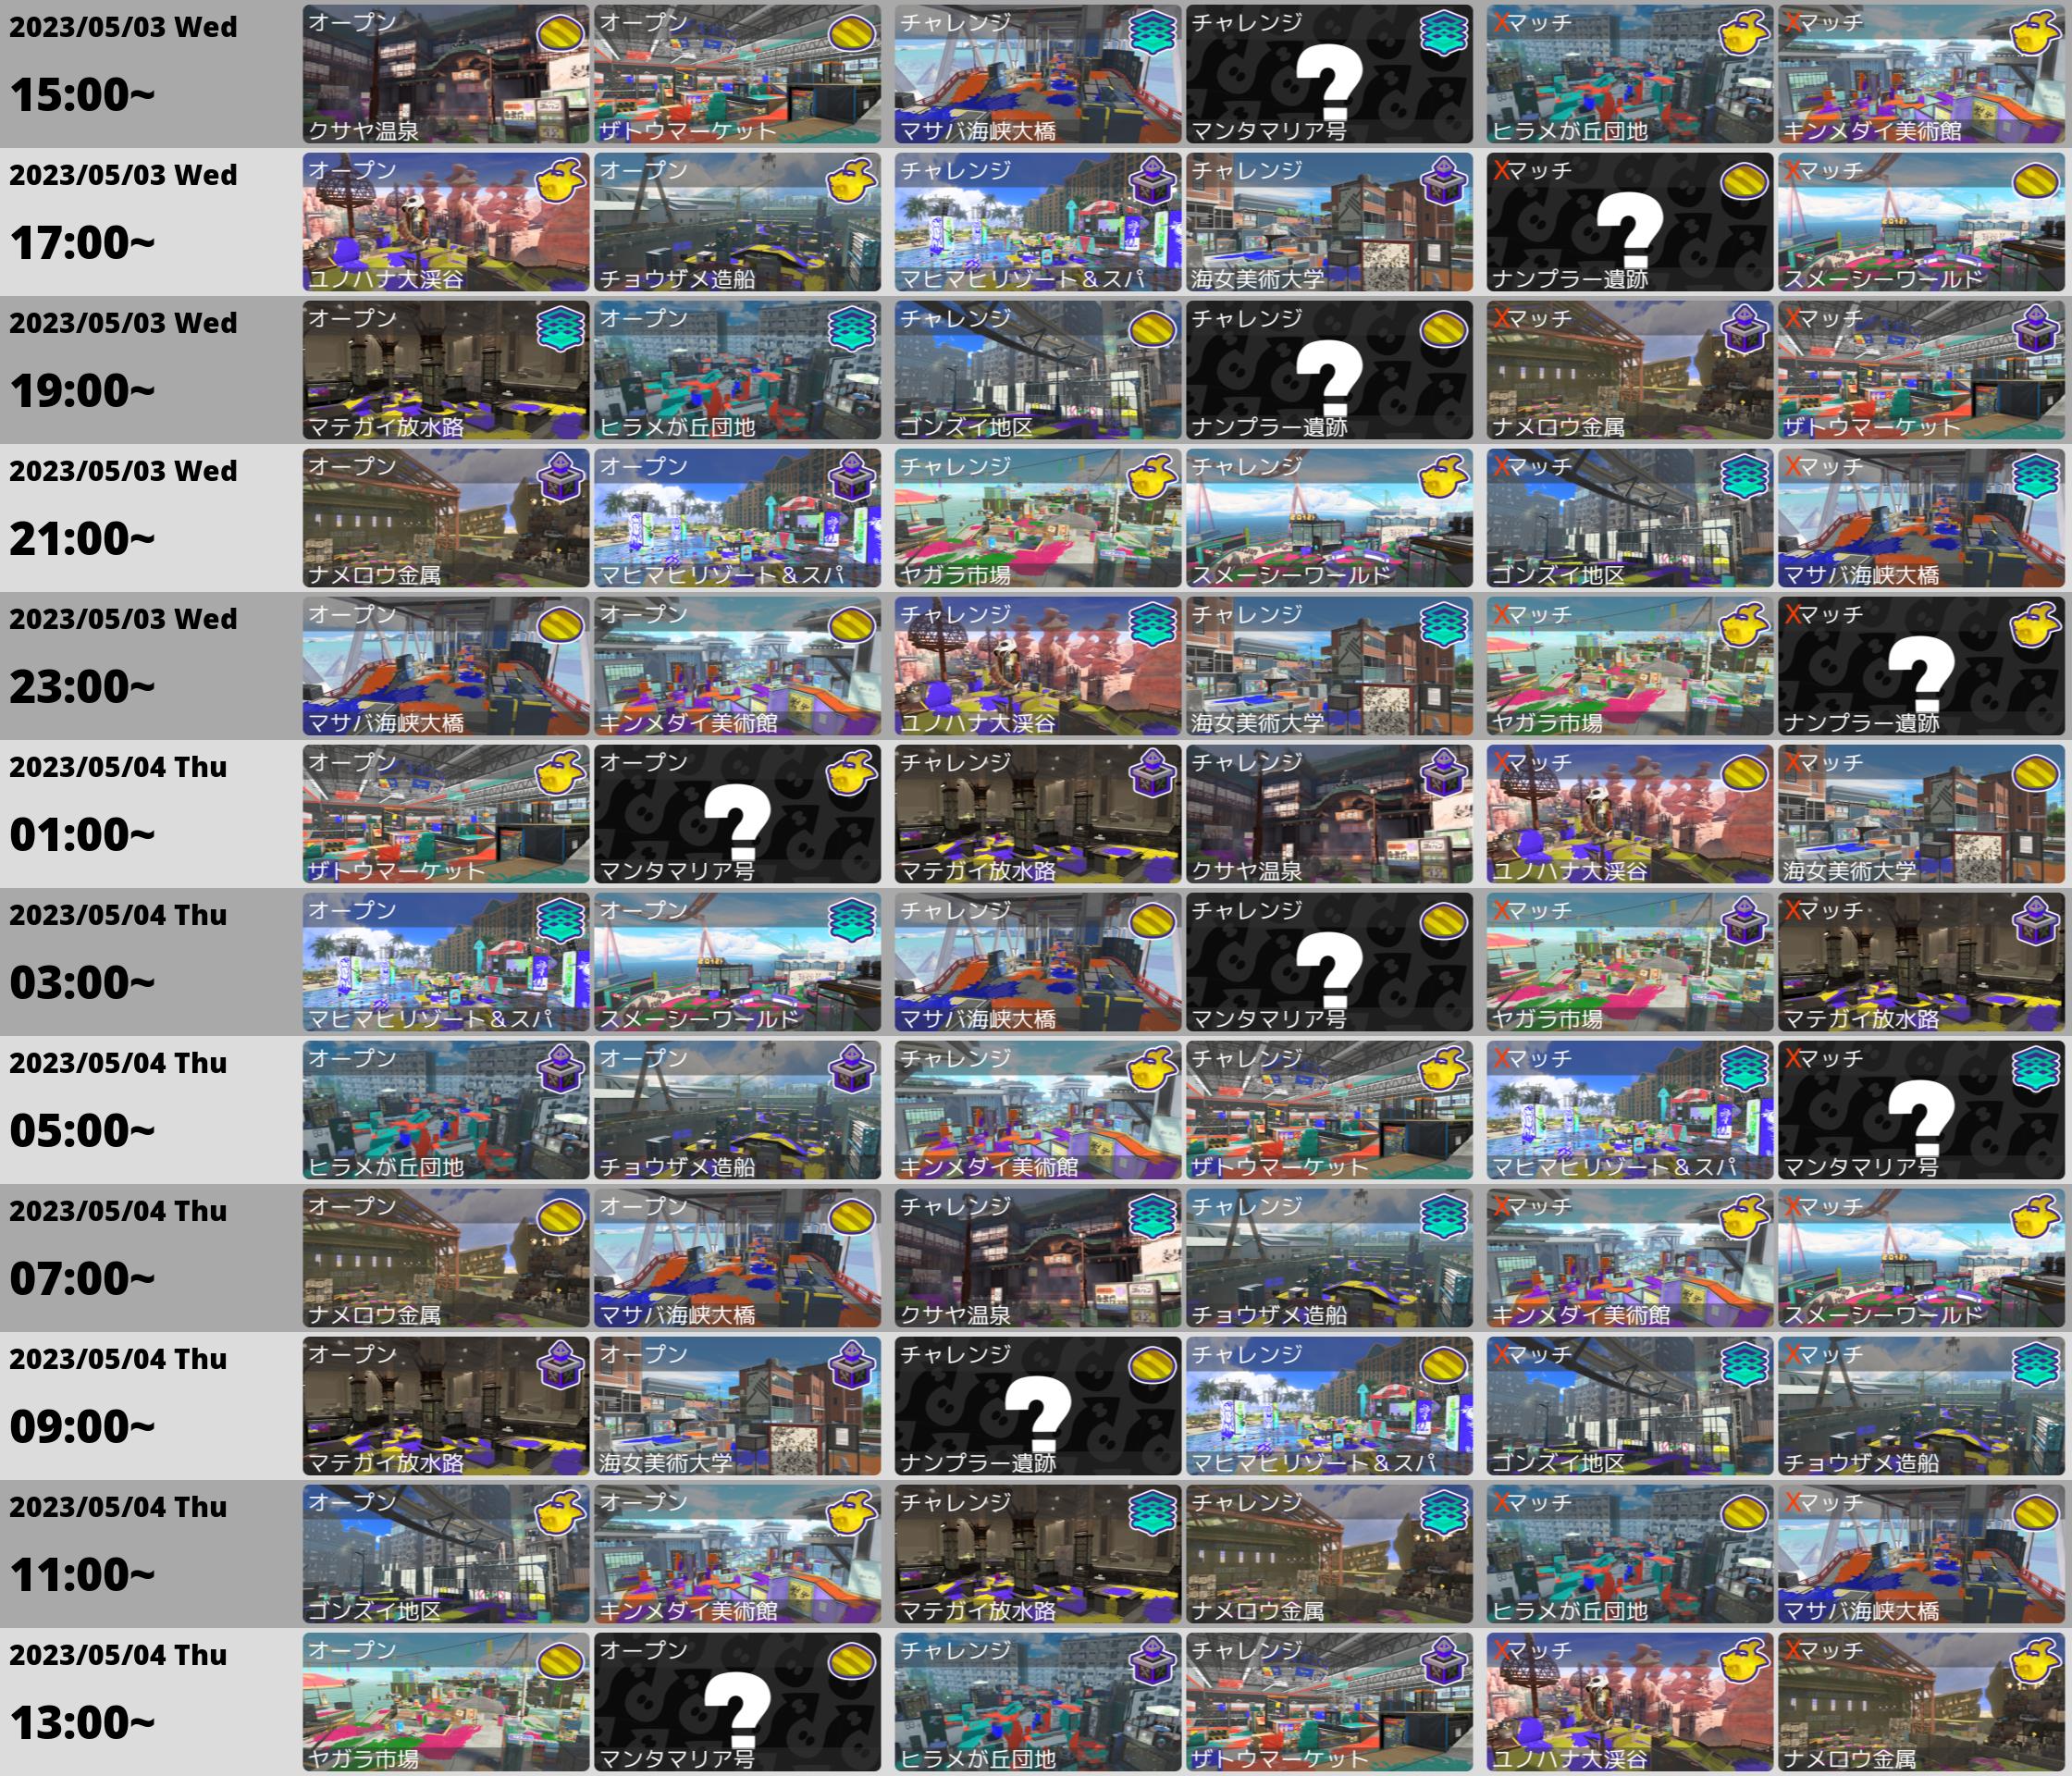 2023/05/03 Wed
15:00~
オープン
クサヤ温泉
オープン
ザトウマーケット
チャレンジ
マサバ海峡大橋
チャレンジ
?
マンタマリア号
Xマッチ
ヒラメが丘団地
Xマッチ
キンメダイ美術館
2023/05/03 Wed
17:00~
オープン
ユノハナ大渓谷
オープン
チョウザメ造船
チャレンジ
マヒマヒリゾート&スパ
チャレンジ
海女美術大学
Xマッチ
?
ナンプラー遺跡
Xマッチ
スメーシーワールド
2023/05/03 Wed
19:00~
オープン
マテガイ放水路
オープン
ヒラメが丘団地
チャレンジ
ゴンズイ地区
チャレンジ
?
ナンプラー遺跡
Xマッチ
ナメロウ金属
Xマッチ
ザトウマーケット
2023/05/03 Wed
21:00~
オープン
ナメロウ金属
オープン
マヒマヒリゾート&スパ
チャレンジ
ヤガラ市場
チャレンジ
スメーシーワールド
Xマッチ
ゴンズイ地区
Xマッチ
マサバ海峡大橋
2023/05/03 Wed
23:00~
オープン
マサバ海峡大橋
オープン
キンメダイ美術館
チャレンジ
ユノハナ大渓谷
チャレンジ
海女美術大学
Xマッチ
ヤガラ市場
Xマッチ
?
ナンプラー遺跡
2023/05/04 Thu
01:00~
オープン
ザトウマーケット
オープン
?
マンタマリア号
チャレンジ
マテガイ放水路
チャレンジ
クサヤ温泉
Xマッチ
ユノハナ大渓谷
Xマッチ
海女美術大学
2023/05/04 Thu
03:00~
オープン
マヒマヒリゾート&スパ
オープン
スメーシーワールド
チャレンジ
マサバ海峡大橋
チャレンジ
?
マンタマリア号
Xマッチ
ヤガラ市場
Xマッチ
マテガイ放水路
2023/05/04 Thu
05:00~
オープン
ヒラメが丘団地
オープン
チョウザメ造船
チャレンジ
キンメダイ美術館
チャレンジ
ザトウマーケット
Xマッチ
マヒマヒリゾート&スパ
Xマッチ
?
マンタマリア号
2023/05/04 Thu
07:00~
オープン
ナメロウ金属
オープン
マサバ海峡大橋
チャレンジ
クサヤ温泉
チャレンジ
チョウザメ造船
Xマッチ
キンメダイ美術館
Xマッチ
スメーシーワールド
2023/05/04 Thu
09:00~
オープン
マテガイ放水路
オープン
海女美術大学
チャレンジ
?
ナンプラー遺跡
チャレンジ
マヒマヒリゾート&スパ
Xマッチ
ゴンズイ地区
Xマッチ
チョウザメ造船
2023/05/04 Thu
11:00~
オープン
ゴンズイ地区
オープン
キンメダイ美術館
チャレンジ
マテガイ放水路
チャレンジ
ナメロウ金属
Xマッチ
ヒラメが丘団地
Xマッチ
マサバ海峡大橋
2023/05/04 Thu
13:00~
オープン
ヤガラ市場
オープン
?
マンタマリア号
チャレンジ
ヒラメが丘団地
チャレンジ
ザトウマーケット
Xマッチ
ユノハナ大渓谷
Xマッチ
ナメロウ金属